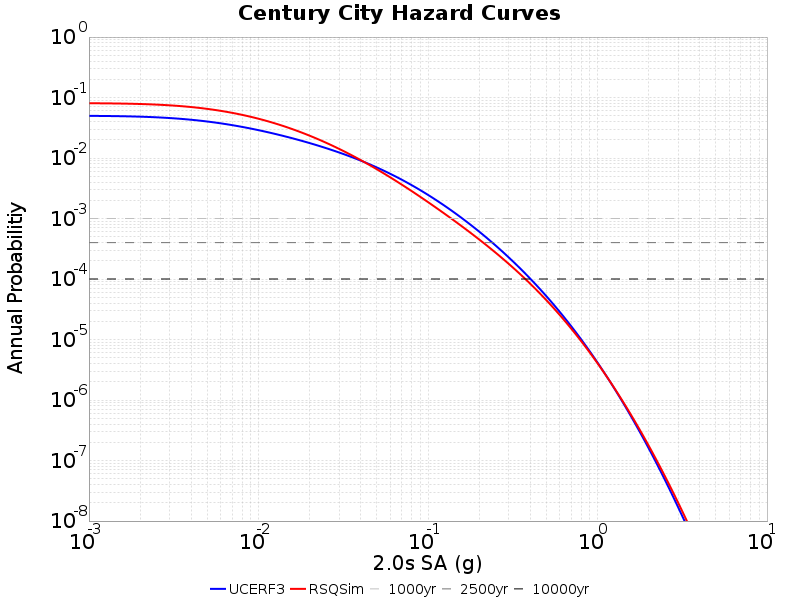 Century City Hazard Curves
10^0
10^-1
10^-2
10^-3
10^-4
10^-5
10^-6
10^-7
10^-8
Annual Probabilitiy
10^-3 10^-2 10^-1 10^0 10^1
2.0s SA (g)
UCERF3 RSQSim 1000yr 2500yr 10000yr